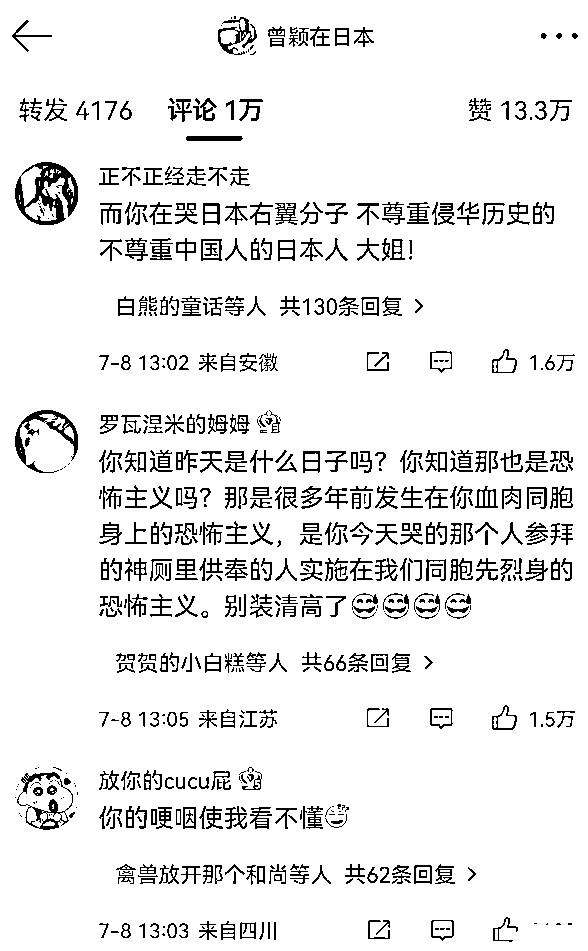 曾颖在日本
转发 4176 评论 1万 赞 13.3万
正不正经走不走
而你在哭日本右翼分子 不尊重侵华历史的
不尊重中国人的日本人 大姐！
白熊的童话等人 共130条回复
7-8 13:02 来自安徽 1.6万
罗瓦涅米的姆姆
你知道昨天是什么日子吗？你知道那也是恐
怖主义吗？那是很多年前发生在你血肉同胞
身上的恐怖主义，是你今天哭的那个人参拜
的神厕里供奉的人实施在我们同胞先烈身的
恐怖主义。别装清高了
贺贺的小白糕等人 共66条回复
7-8 13:05 来自江苏 1.5万
放你的cucu屁
你的哽咽使我看不懂
禽兽放开那个和尚等人 共62条回复
7-8 13:03 来自四川